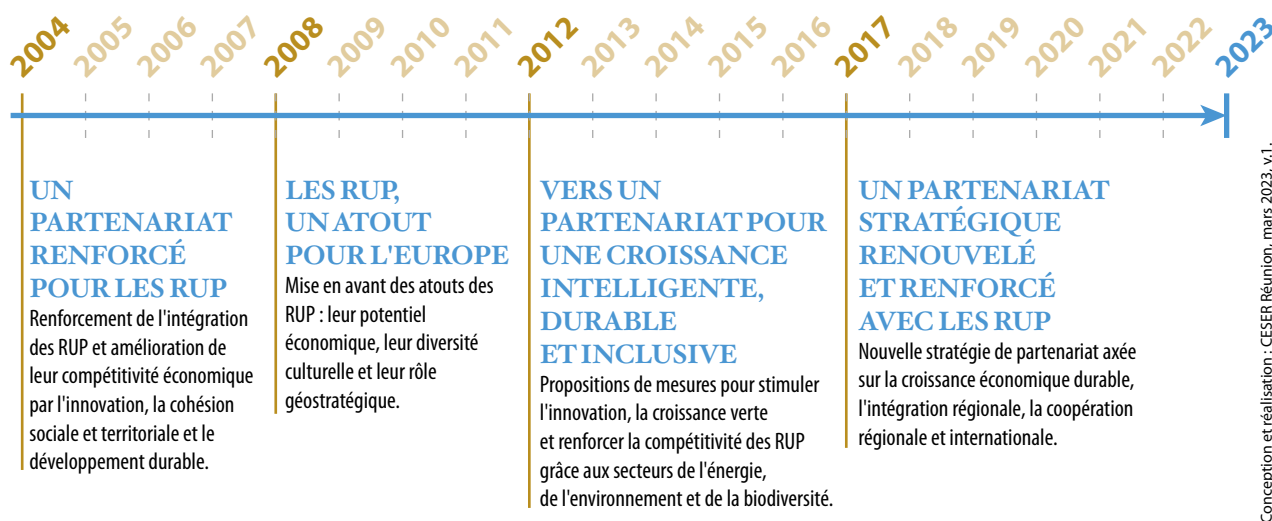 2004 2005 2006 2007 2008 2009 2010 2011 2012 2013 2014 2015 2016 2017 2018 2019 2020 2021 2022 2023
UN
PARTENARIAT
RENFORCÉ
POUR LES RUP
Renforcement de l'intégration
des RUP et amélioration de
leur compétitivité économique
par l'innovation, la cohésion
sociale et territoriale et le
développement durable.
LES RUP,
UN ATOUT
POUR L'EUROPE
Mise en avant des atouts des
RUP : leur potentiel
économique, leur diversité
culturelle et leur rôle
géostratégique.
VERS UN
PARTENARIAT POUR
UNE CROISSANCE
INTELLIGENTE,
DURABLE
ET INCLUSIVE
Propositions de mesures pour stimuler
l'innovation, la croissance verte
et renforcer la compétitivité des RUP
grâce aux secteurs de l'énergie,
de l'environnement et de la biodiversité.
UN PARTENARIAT
STRATÉGIQUE
RENOUVELÉ
ET RENFORCÉ
AVEC LES RUP
Nouvelle stratégie de partenariat axée
sur la croissance économique durable,
l'intégration régionale, la coopération
régionale et internationale.
Conception et réalisation : CESER Réunion, mars 2023, v.1.